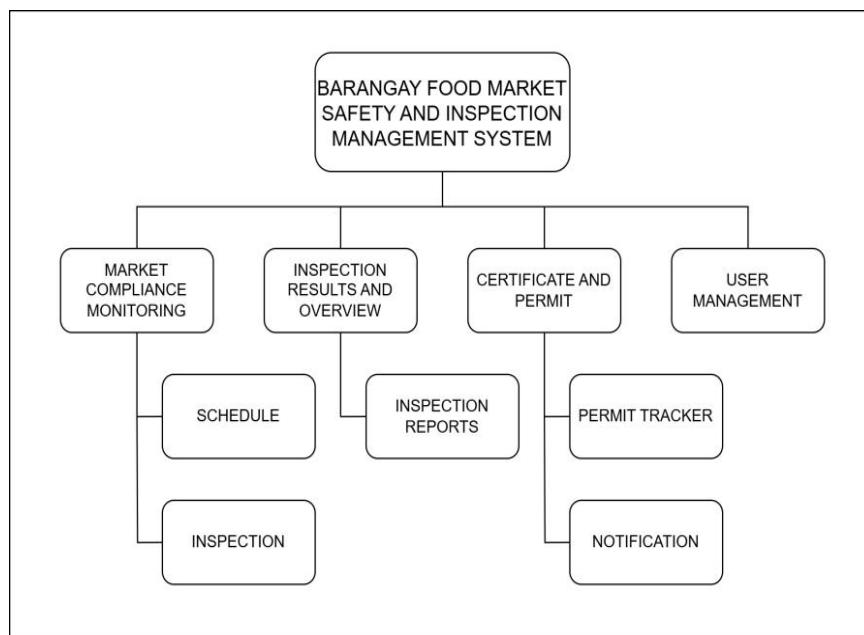 BARANGAY FOOD MARKET
SAFETY AND INSPECTION
MANAGEMENT SYSTEM
MARKET
COMPLIANCE
MONITORING
INSPECTION
RESULTS AND
OVERVIEW
CERTIFICATE AND
PERMIT
USER
MANAGEMENT
SCHEDULE
INSPECTION
REPORTS
PERMIT TRACKER
INSPECTION
NOTIFICATION